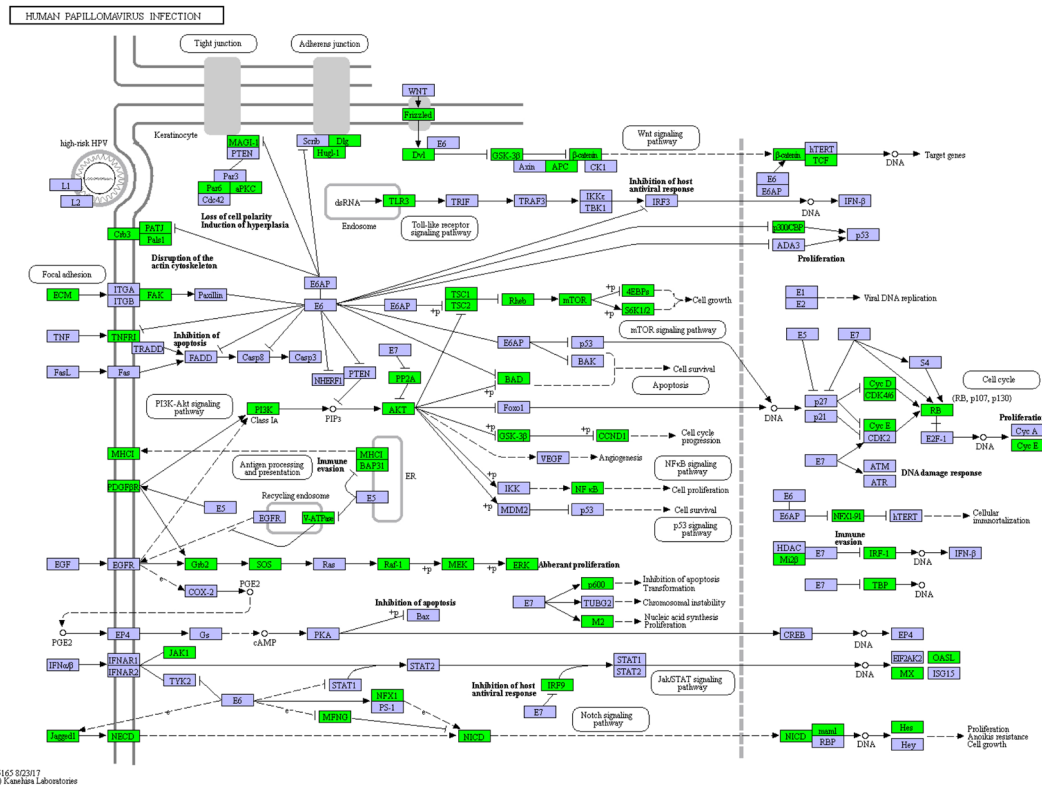 HUMAN PAPILLOMAVIRUS INFECTION
Tight junction
Adherens junction
WNT
Frizzled
Keratinocyte
high-risk HPV
L1
L2
MAGI-1
PTEN
Par3
Par6 aPKC
Cdc42
Scrib Dlg
Hugl-1
E6
Dvl
GSK-3β
Axin APC
β-catenin
CK1
Wnt signaling
pathway
β-catenin
hTERT
TCF
DNA
Target genes
E6
E6AP
Loss of cell polarity
Induction of hyperplasia
dsRNA
TLR3
Endosome
TRIF
TRAF3
IKKε
TBK1
IRF3
Inhibition of host
antiviral response
Toll-like receptor
signaling pathway
DNA
IFN-β
Crb3
PATJ
Pals1
Disruption of the
actin cytoskeleton
p300/CBP
ADA3
p53
Proliferation
Focal adhesion
ECM
ITGA
ITGB
FAK
Paxillin
E6AP
E6
E6AP
+p
TSC1
TSC2
Rheb
mTOR
+p
+p
4EBPs
S6K1/2
Cell growth
mTOR signaling pathway
E1
E2
Viral DNA replication
TNF
TNFR1
TRADD
Inhibition of
apoptosis
FADD
Casp8
Casp3
FasL
Fas
NHERF1
PTEN
E7
PP2A
E6AP
p53
BAK
BAD
+p
Cell survival
Apoptosis
E5
E7
S4
p27
p21
Cyc D
CDK4/6
Cyc E
CDK2
RB
(RB, p107, p130)
Cell cycle
E2F-1
DNA
Proliferation
Cyc A
Cyc E
PI3K-Akt signaling
pathway
PI3K
Class IA
PIP3
AKT
Foxo1
DNA
GSK-3β
+p
CCND1
Cell cycle
progression
VEGF
Angiogenesis
E7
ATM
ATR
DNA damage response
MHCI
Antigen processing
and presentation
Immune
evasion
MHCI
BAP31
ER
E5
NFκB signaling
pathway
IKK
+p
NFκB
Cell proliferation
MDM2
+p
p53
Cell survival
p53 signaling
pathway
PDGFβR
E5
Recycling endosome
EGFR
V-ATPase
E6
E6AP
NFX1-91
hTERT
Cellular
immortalization
EGF
EGFR
Grb2
SOS
Ras
Raf-1
+p
MEK
+p
ERK
Aberrant proliferation
HDAC
Mi2β
E7
Immune
evasion
IRF-1
DNA
IFN-β
e
COX-2
PGE2
E7
p600
TUBG2
M2
Inhibition of apoptosis
Transformation
Chromosomal instability
Nucleic acid synthesis
Proliferation
E7
TBP
DNA
Inhibition of apoptosis
+p
Bax
PGE2
EP4
Gs
cAMP
PKA
CREB
DNA
EP4
IFNα/β
IFNAR1
IFNAR2
JAK1
TYK2
STAT2
STAT1
Inhibition of host
antiviral response
IRF9
E7
STAT1
STAT2
Jak/STAT signaling
pathway
DNA
EIF2AK2 OASL
MX ISG15
E6
NFX1
PS-1
e
e
e
MFNG
Notch signaling
pathway
Jagged1
NECD
NICD
NICD
maml
RBP
DNA
Hes
Hey
Proliferation
Anoikis resistance
Cell growth
165 8/23/17
) Kanehisa Laboratories